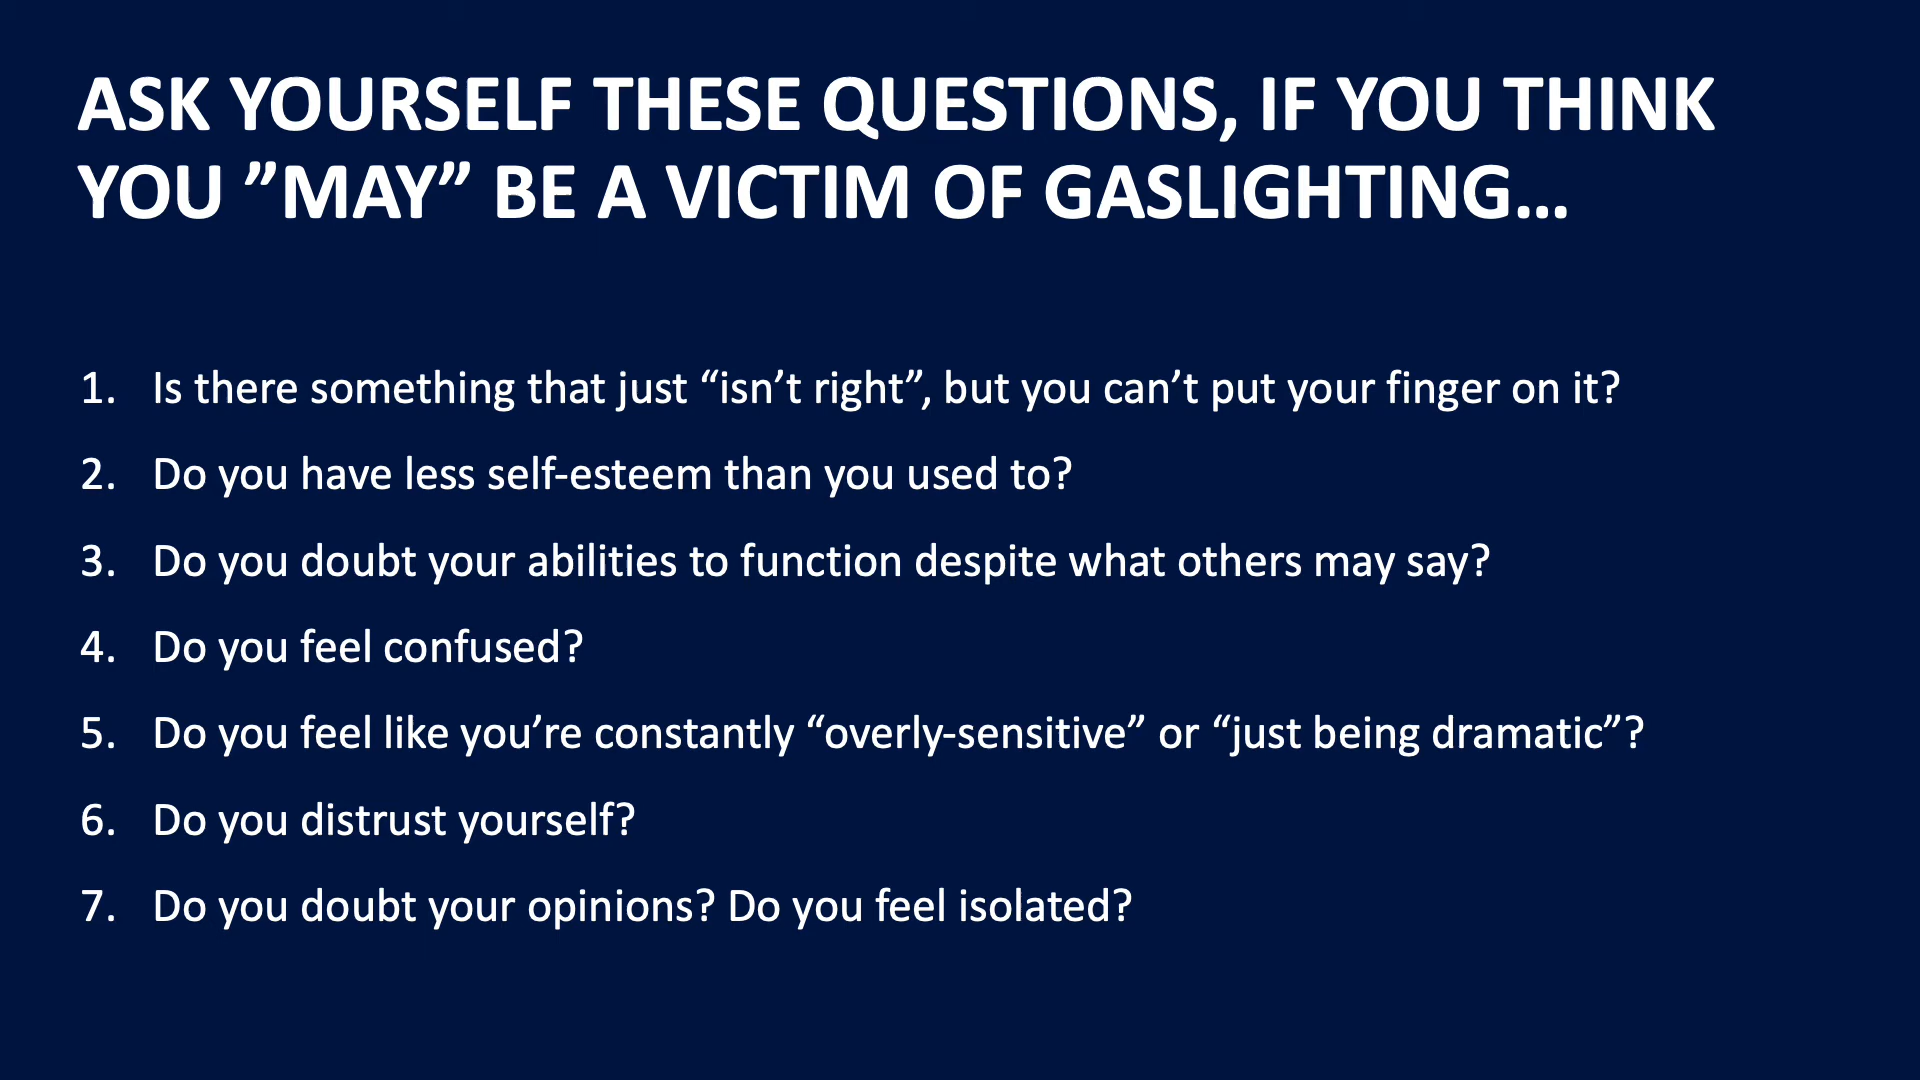 ASK YOURSELF THESE QUESTIONS, IF YOU THINK
YOU ”MAY” BE A VICTIM OF GASLIGHTING…
1. Is there something that just “isn’t right”, but you can’t put your finger on it?
2. Do you have less self-esteem than you used to?
3. Do you doubt your abilities to function despite what others may say?
4. Do you feel confused?
5. Do you feel like you’re constantly “overly-sensitive” or “just being dramatic”?
6. Do you distrust yourself?
7. Do you doubt your opinions? Do you feel isolated?